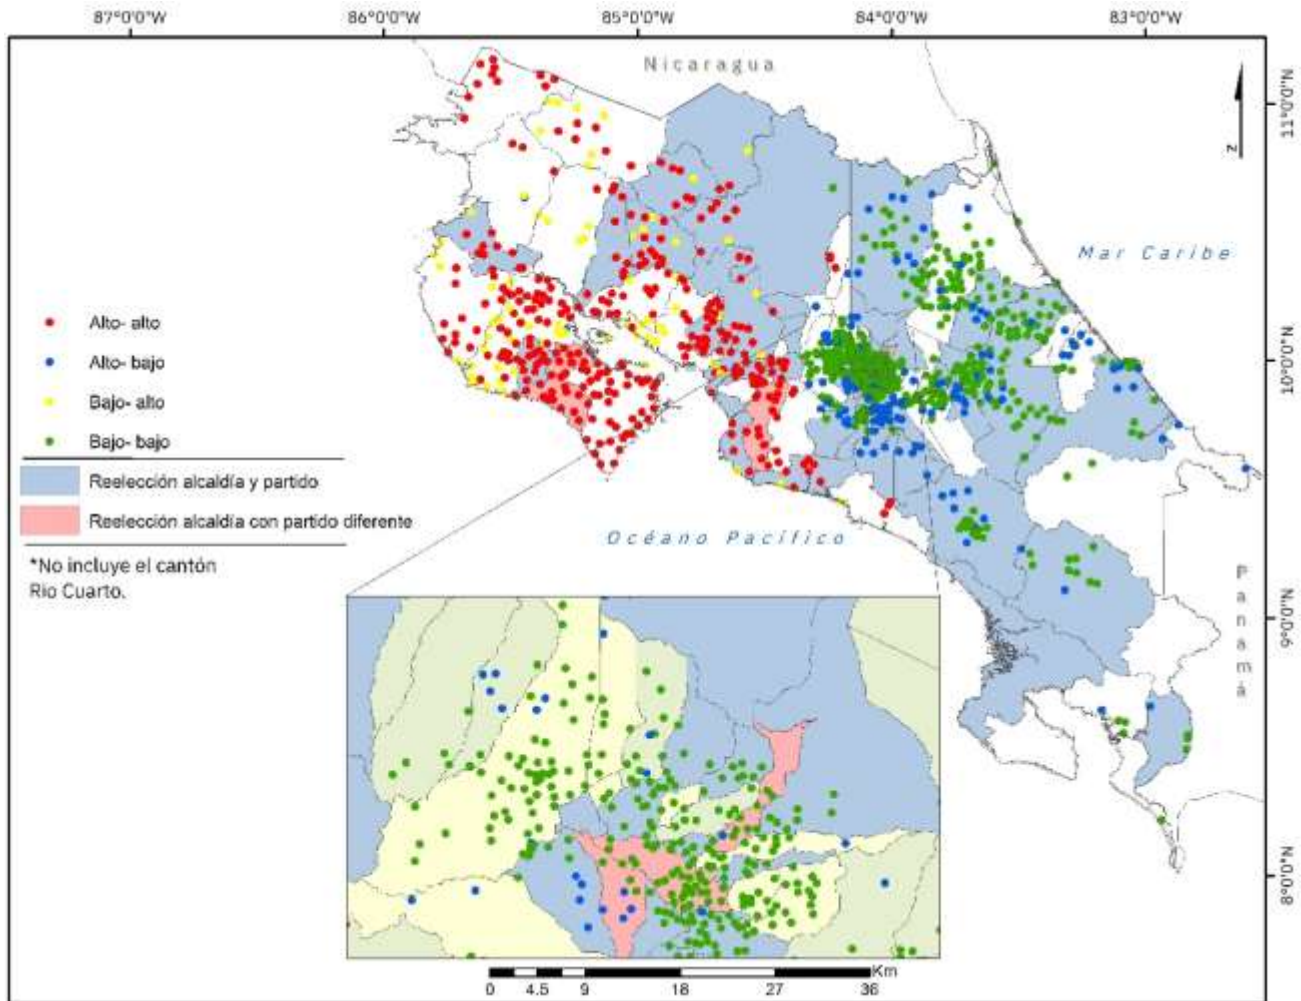 87°0'0"W
86°0'0"W
85°0'0"W
84°0'0"W
83°0'0"W
Nicaragua
11°0'0"N
N
Mar Caribe
Alto- alto
Alto- bajo
10°0'0"N
Bajo- alto
Bajo- bajo
Reelección alcaldía y partido
Reelección alcaldía con partido diferente
Océano Pacífico
*No incluye el cantón
Río Cuarto.
9°0'0"N
Panamá
8°0'0"N
Km
0 4.5 9 18 27 36